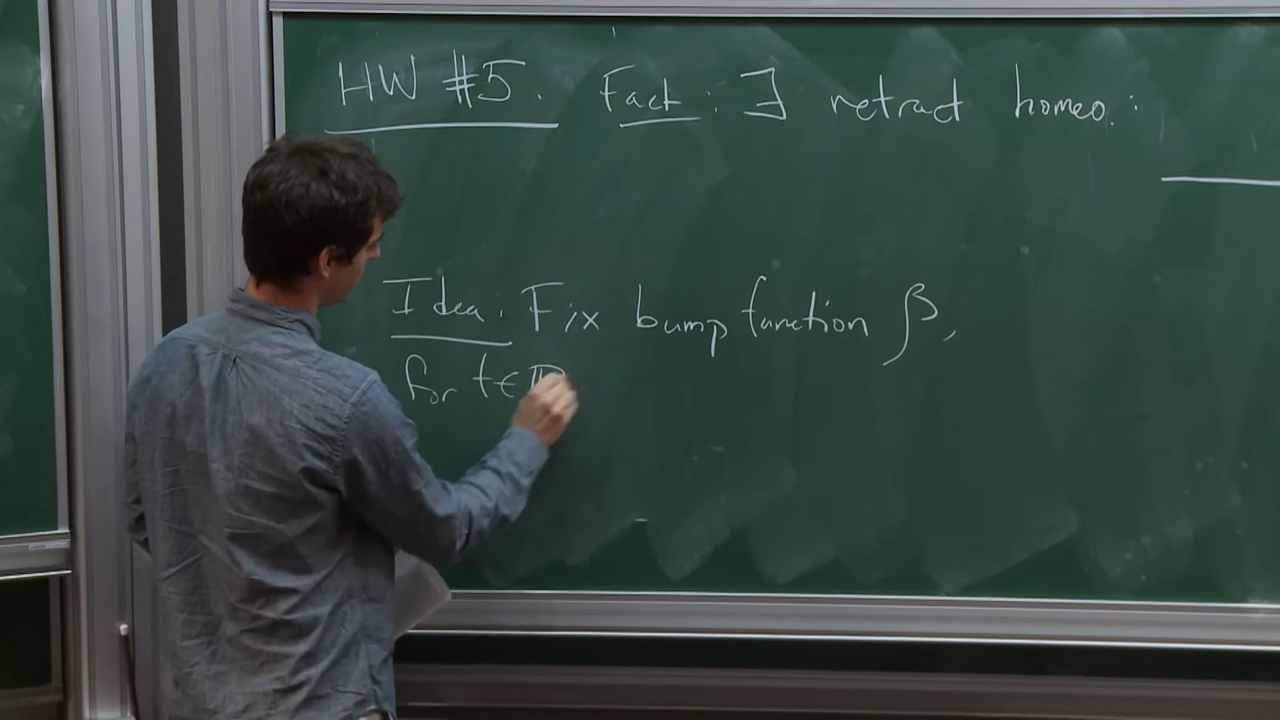 HW #5. Fact: ∃ retract homeo.:
Idea: Fix bump function β,
for t∈ℝ